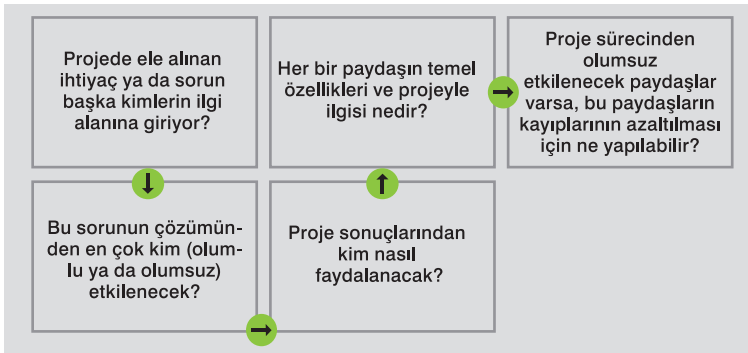 Projede ele alınan
ihtiyaç ya da sorun
başka kimlerin ilgi
alanına giriyor?
Bu sorunun çözümün-
den en çok kim (olum-
lu ya da olumsuz)
etkilenecek?
Proje sonuçlarından
kim nasıl
faydalanacak?
Her bir paydaşın temel
özellikleri ve projeyle
ilgisi nedir?
Proje sürecinden
olumsuz
etkilenecek paydaşlar
varsa, bu paydaşların
kayıplarının azaltılması
için ne yapılabilir?